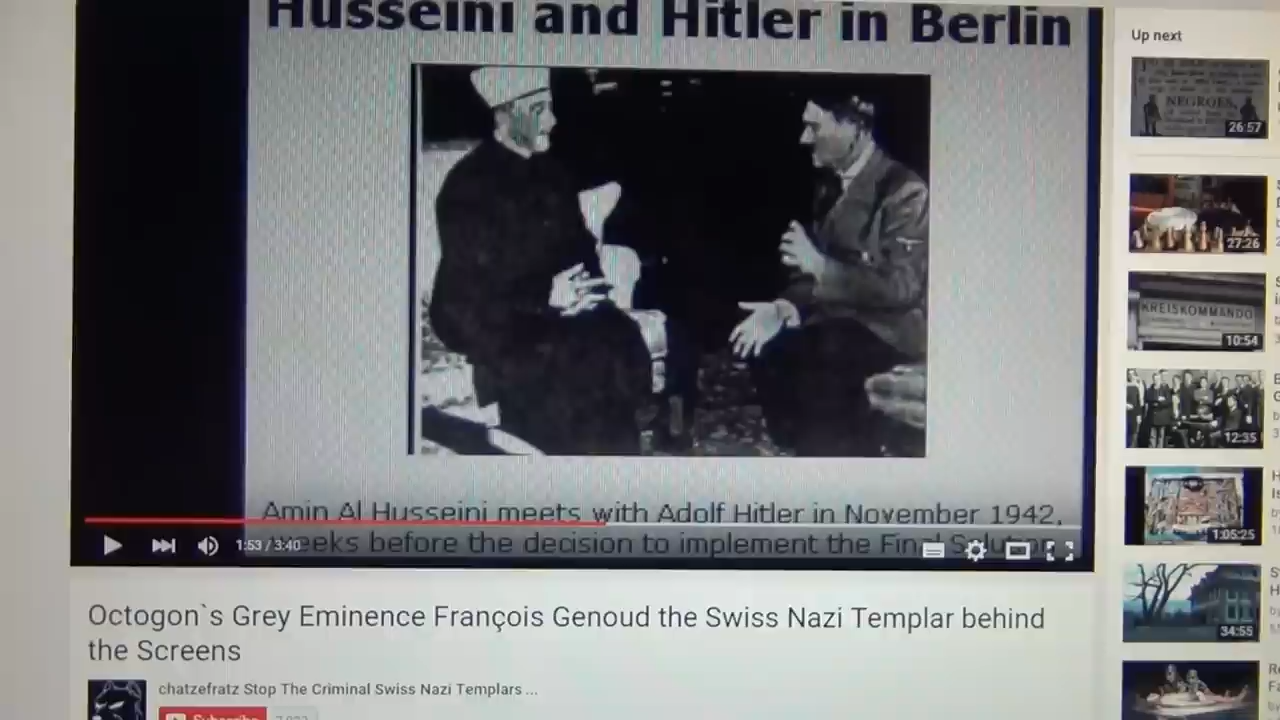 Husseini and Hitler in Berlin
Amin Al Husseini meets with Adolf Hitler in November 1942,
before the decision to implement the Final
1:53 / 3:40
Octogon`s Grey Eminence François Genoud the Swiss Nazi Templar behind
the Screens
chatzefratz Stop The Criminal Swiss Nazi Templars ...
Subscribe
Up next
NEGROES
26:57
27:26
KREISKOMMANDO
10:54
12:35
1:05:25
34:55